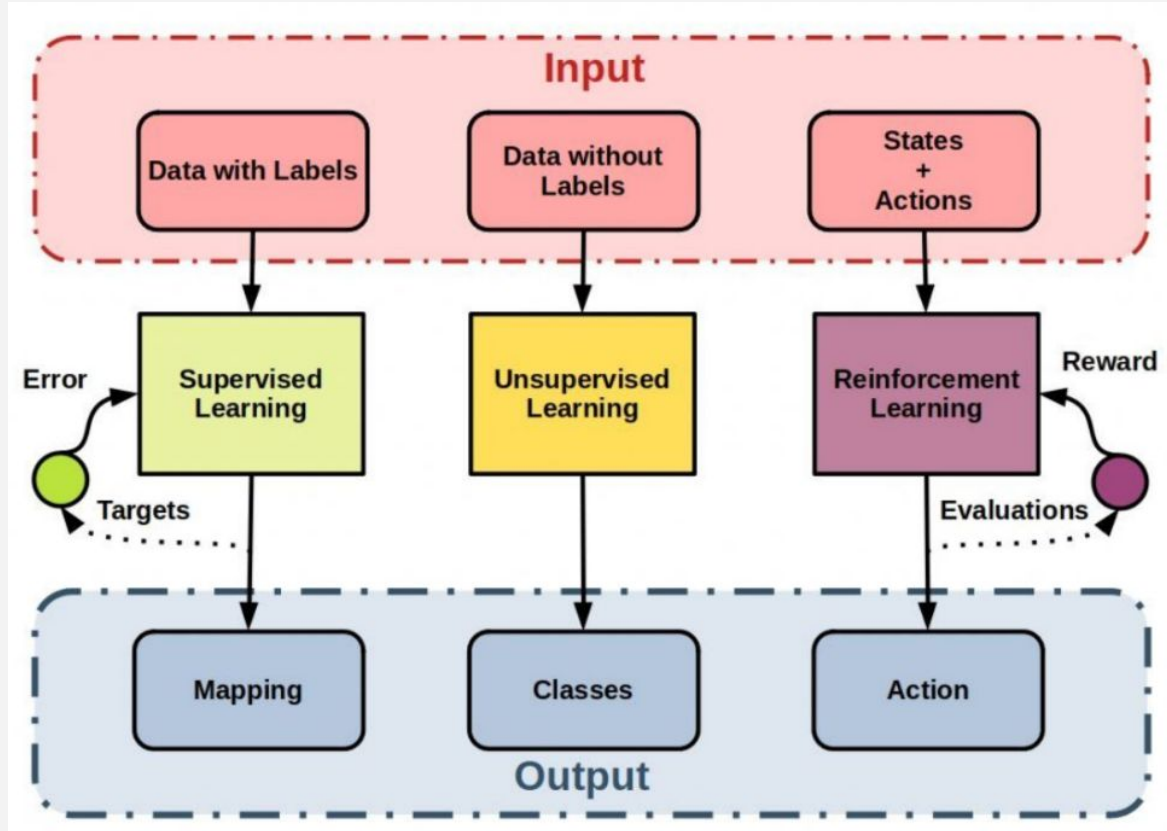 Input
Data with Labels
Data without
Labels
States
+
Actions
Error
Supervised
Learning
Targets
Unsupervised
Learning
Reinforcement
Learning
Reward
Evaluations
Mapping
Classes
Action
Output